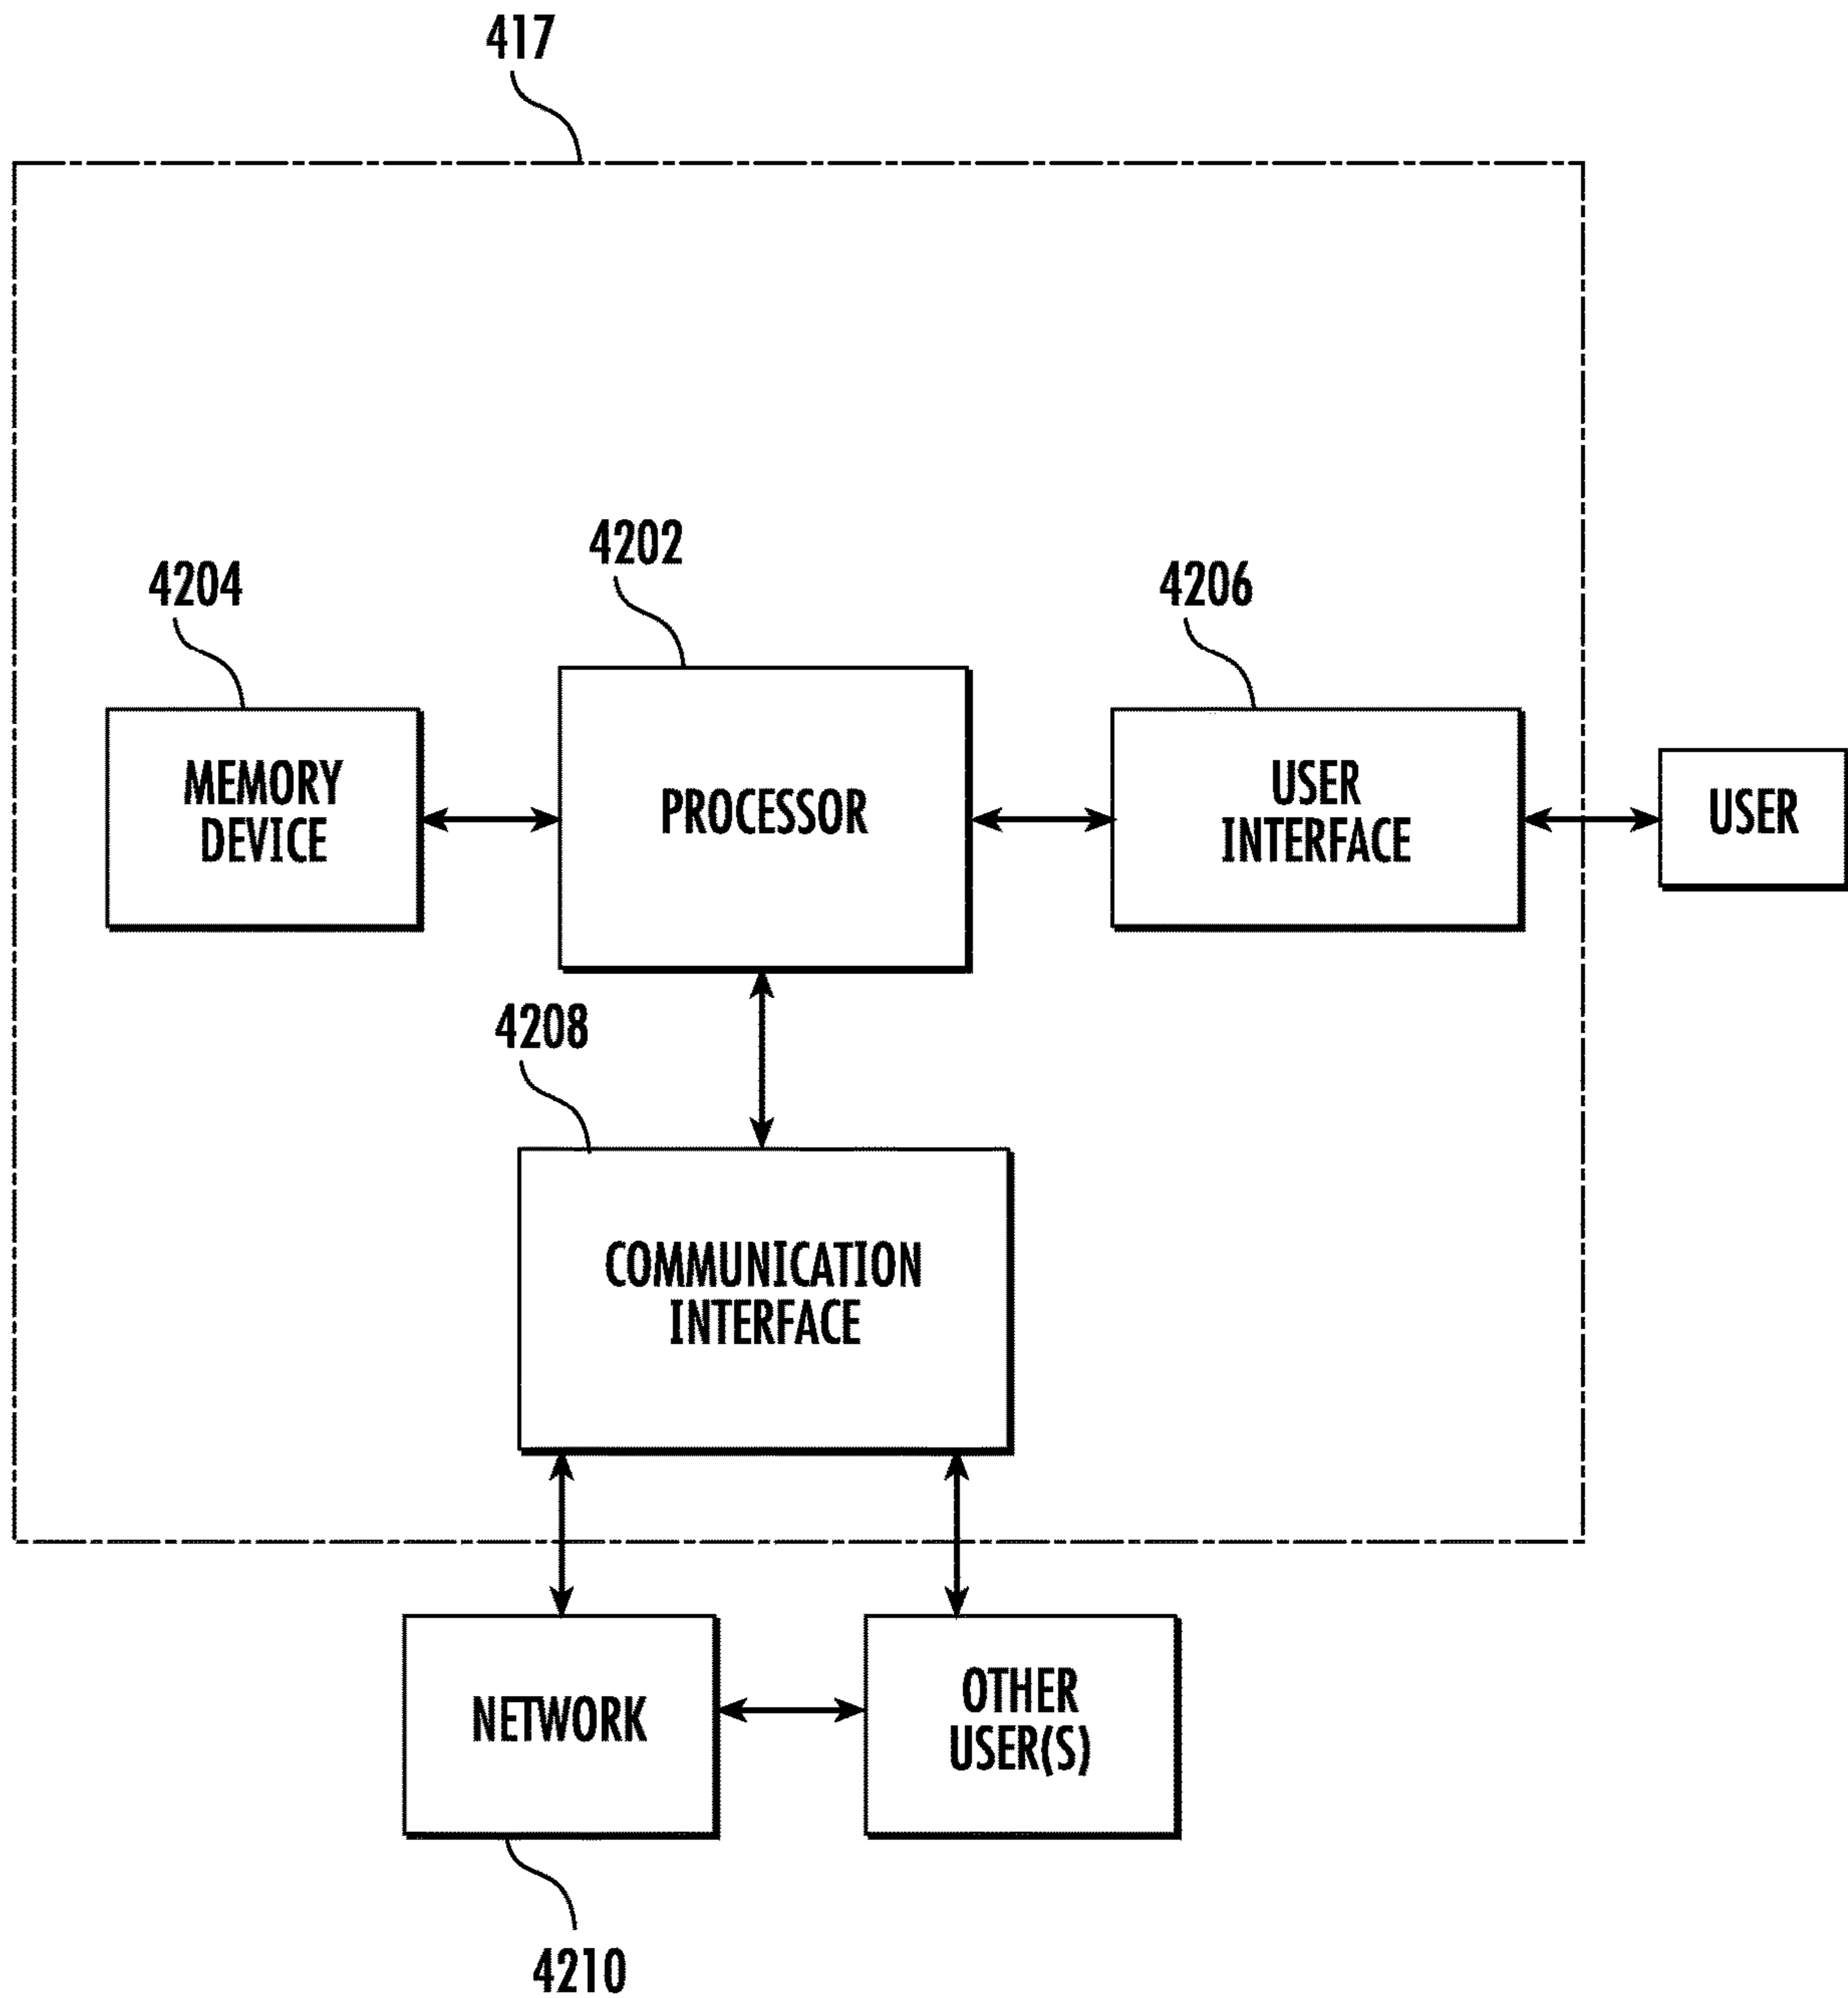 417
4202
4204
4206
MEMORY
DEVICE
PROCESSOR
USER
INTERFACE
USER
4208
COMMUNICATION
INTERFACE
NETWORK
OTHER
USER(S)
4210